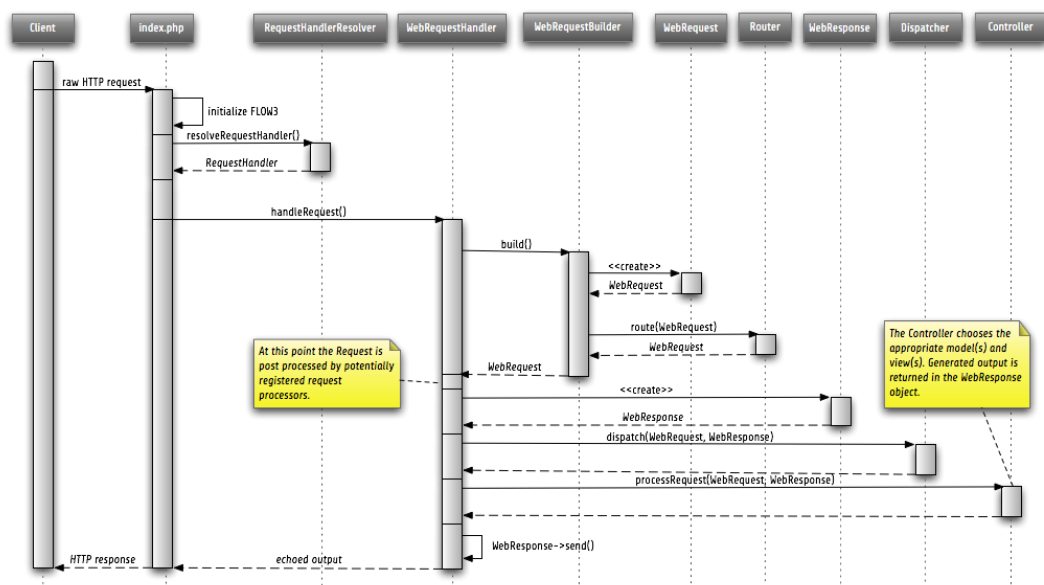 Client
index.php
RequestHandlerResolver
WebRequestHandler
WebRequestBuilder
WebRequest
Router
WebResponse
Dispatcher
Controller
raw HTTP request
initialize FLOW3
resolveRequestHandler()
RequestHandler
handleRequest()
build()
<<create>>
WebRequest
route(WebRequest)
WebRequest
WebRequest
At this point the Request is
post processed by potentially
registered request
processors.
The Controller chooses the
appropriate model(s) and
view(s). Generated output is
returned in the WebResponse
object.
<<create>>
WebResponse
dispatch(WebRequest, WebResponse)
processRequest(WebRequest, WebResponse)
WebResponse->send()
echoed output
HTTP response